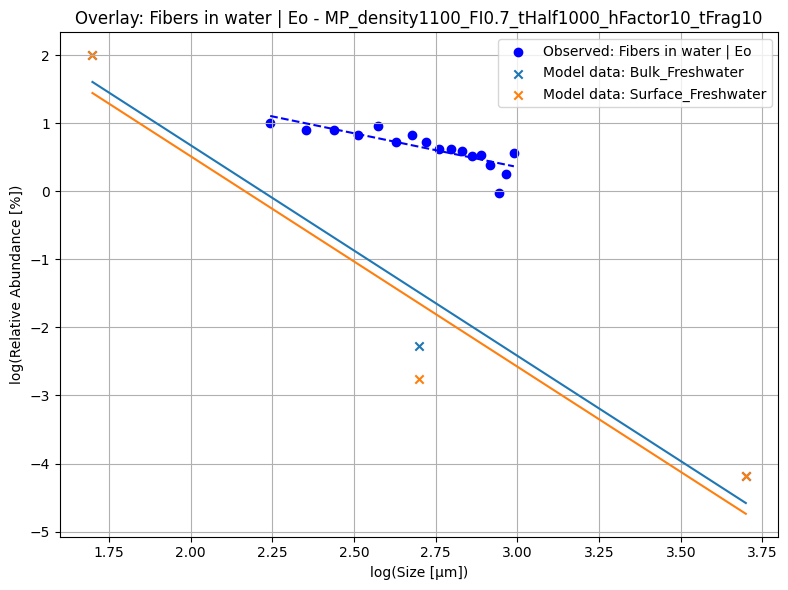 Overlay: Fibers in water | Eo - MP_density1100_FI0.7_tHalf1000_hFactor10_tFrag10
Observed: Fibers in water | Eo
Model data: Bulk_Freshwater
Model data: Surface_Freshwater
log(Relative Abundance [%])
2
1
0
−1
−2
−3
−4
−5
1.75 2.00 2.25 2.50 2.75 3.00 3.25 3.50 3.75
log(Size [μm])